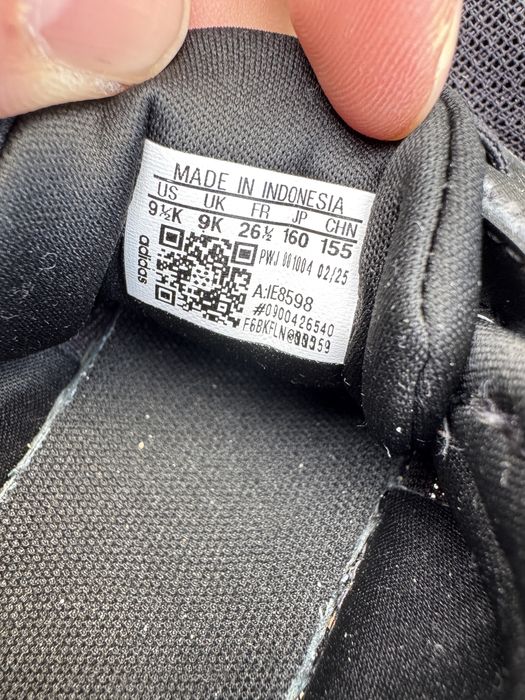 MADE IN INDONESIA
US UK FR JP CHN
9½K 9K 26½ 160 155
adidas
PWJ 001004 02/25
A:IE8598
#0900426540